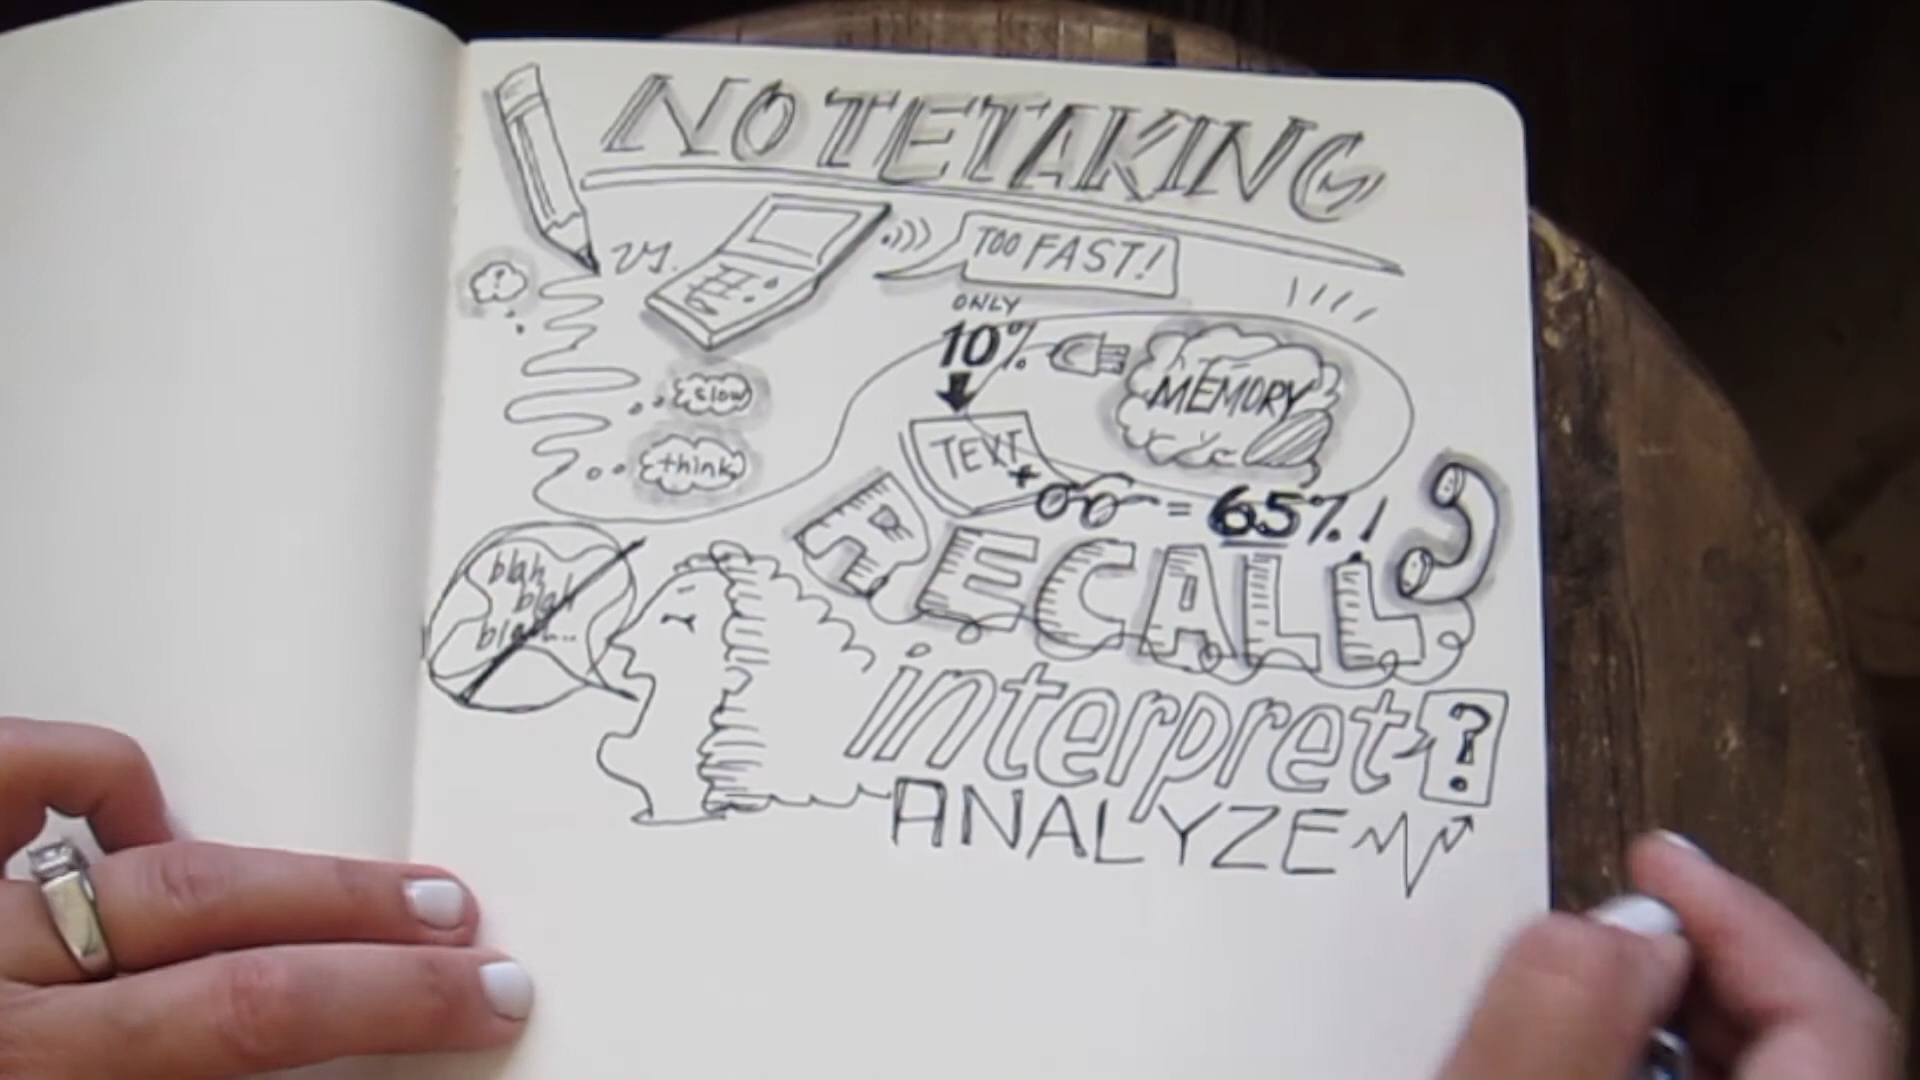 NOTETAKING
vs.
TOO FAST!
!
ONLY
10%
MEMORY
slow
TEXT
think
+ = 65%!
RECALL
blah
blah
blah...
interpret ?
ANALYZE